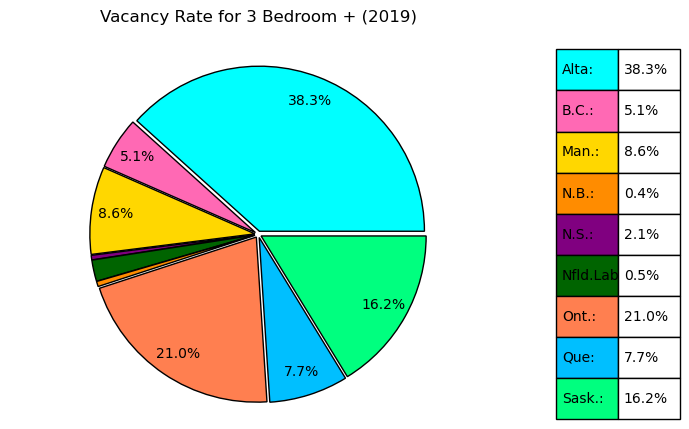 Vacancy Rate for 3 Bedroom + (2019)
38.3%
5.1%
8.6%
21.0%
7.7%
16.2%
Alta: 38.3%
B.C.: 5.1%
Man.: 8.6%
N.B.: 0.4%
N.S.: 2.1%
Nfld.Lab 0.5%
Ont.: 21.0%
Que: 7.7%
Sask.: 16.2%